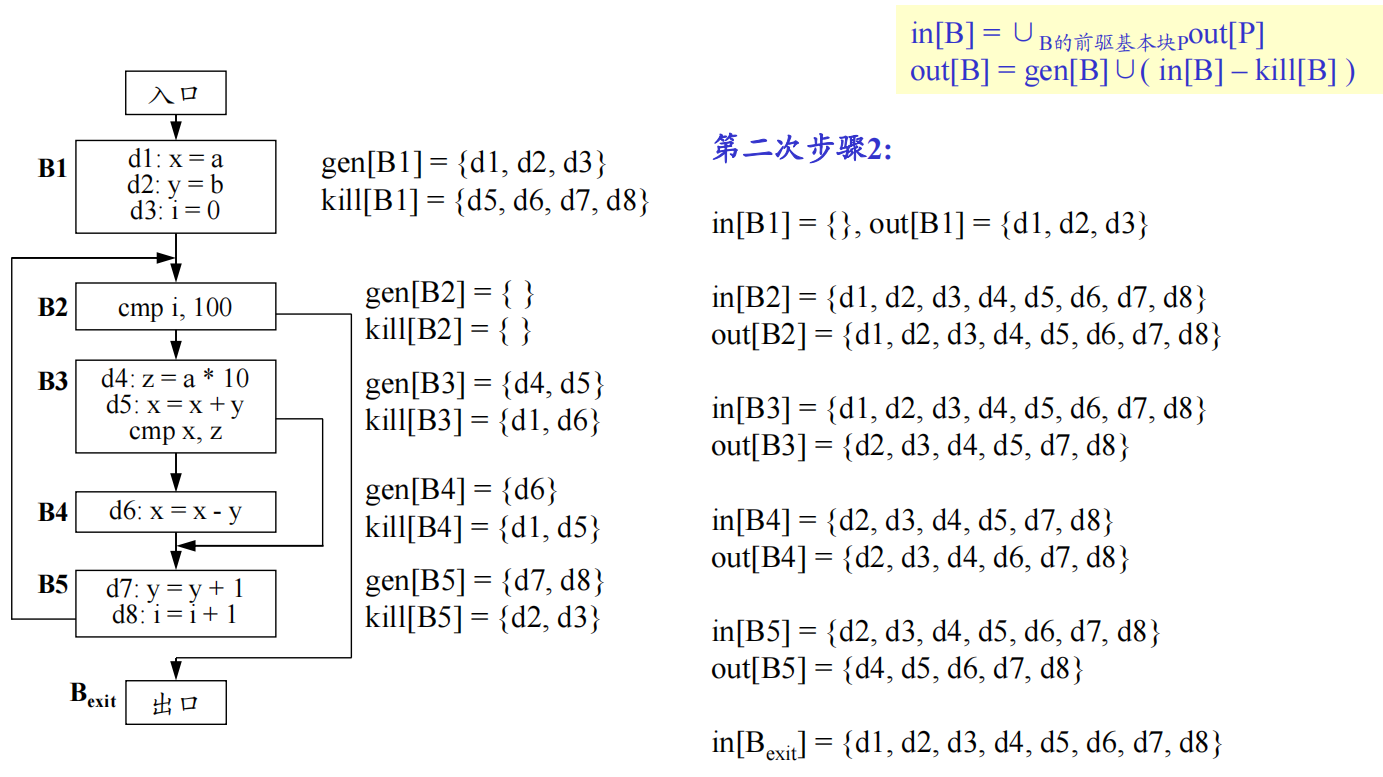 in[B] = ∪B的前驱基本块Pout[P]
out[B] = gen[B]∪( in[B] – kill[B] )
入口
B1
d1: x = a
d2: y = b
d3: i = 0
gen[B1] = {d1, d2, d3}
kill[B1] = {d5, d6, d7, d8}
B2
cmp i, 100
gen[B2] = { }
kill[B2] = { }
B3
d4: z = a * 10
d5: x = x + y
cmp x, z
gen[B3] = {d4, d5}
kill[B3] = {d1, d6}
B4
d6: x = x - y
gen[B4] = {d6}
kill[B4] = {d1, d5}
B5
d7: y = y + 1
d8: i = i + 1
gen[B5] = {d7, d8}
kill[B5] = {d2, d3}
Bexit
出口
第二次步骤2:
in[B1] = {}, out[B1] = {d1, d2, d3}
in[B2] = {d1, d2, d3, d4, d5, d6, d7, d8}
out[B2] = {d1, d2, d3, d4, d5, d6, d7, d8}
in[B3] = {d1, d2, d3, d4, d5, d6, d7, d8}
out[B3] = {d2, d3, d4, d5, d7, d8}
in[B4] = {d2, d3, d4, d5, d7, d8}
out[B4] = {d2, d3, d4, d6, d7, d8}
in[B5] = {d2, d3, d4, d5, d6, d7, d8}
out[B5] = {d4, d5, d6, d7, d8}
in[Bexit] = {d1, d2, d3, d4, d5, d6, d7, d8}